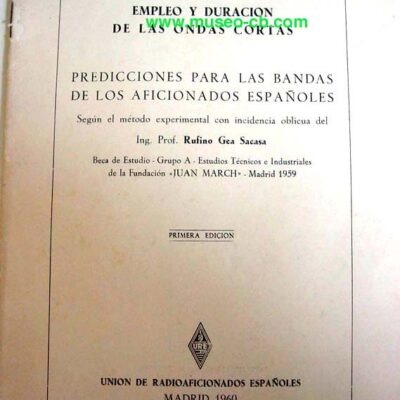 EMPLEO Y DURACION
www.museo-cb.com
DE LAS ONDAS CORTAS
PREDICCIONES PARA LAS BANDAS
DE LOS AFICIONADOS ESPAÑOLES
Según el método experimental con incidencia oblicua del
Ing. Prof. Rufino Gea Sacasa
Beca de Estudio - Grupo A - Estudios Técnicos e Industriales
de la Fundación «JUAN MARCH» - Madrid 1959
PRIMERA EDICION
URE
UNION DE RADIOAFICIONADOS ESPAÑOLES
MADRID 1960